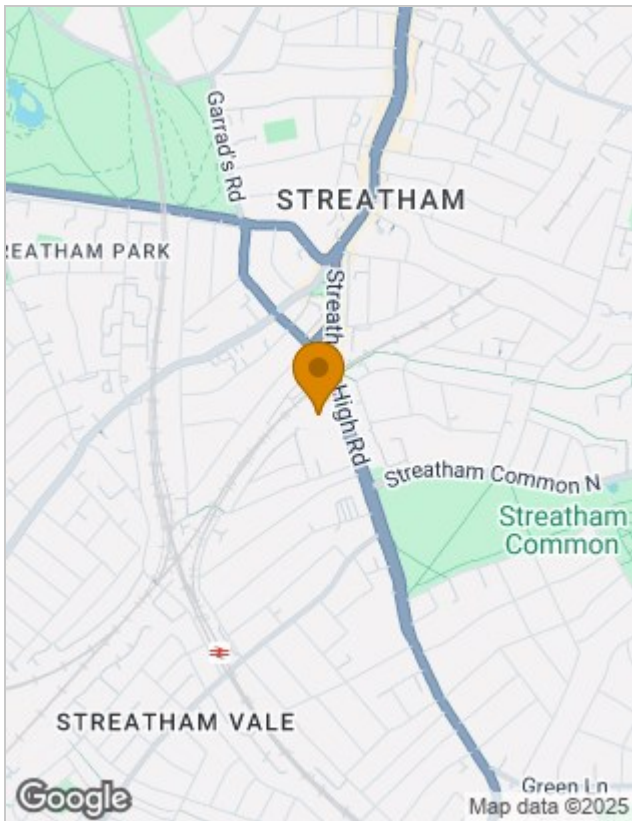 Garrad's Rd
STREATHAM
REATHAM PARK
Streath
High Rd
Streatham Common N
Streatham
Common
STREATHAM VALE
Green Ln
Google
Map data ©2025